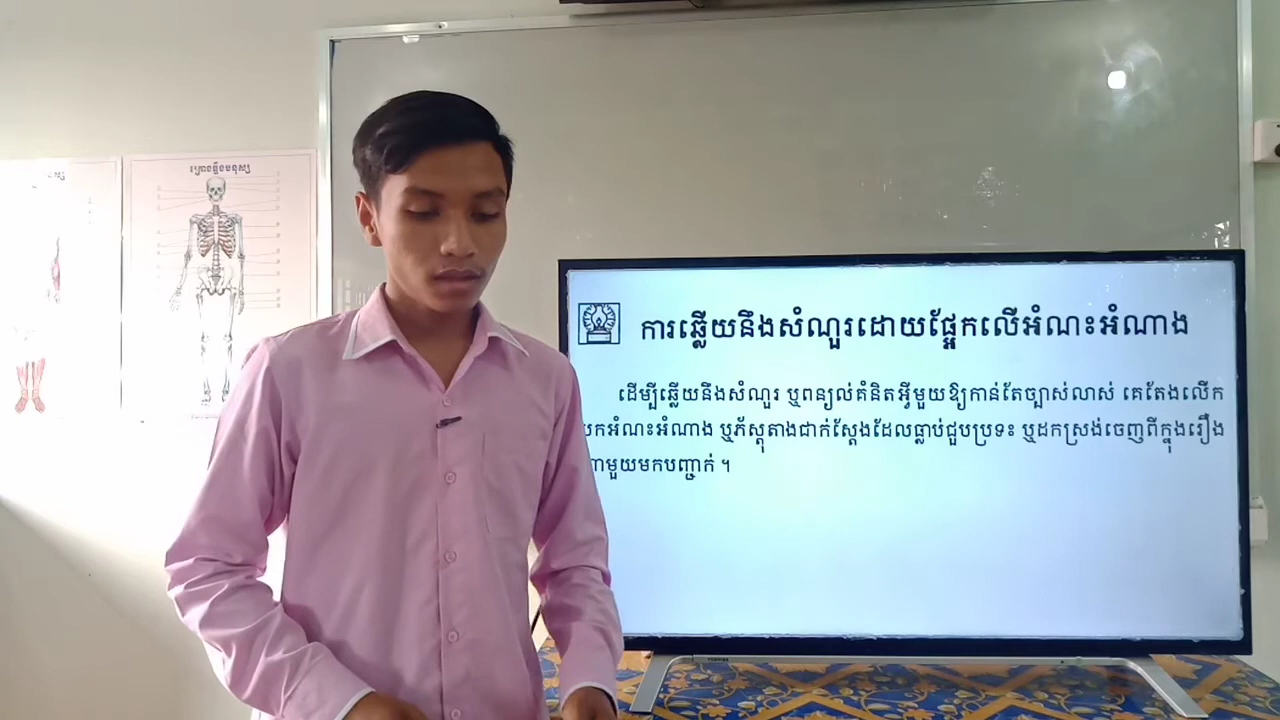 គ្រោងឆ្អឹងមនុស្ស
ការឆ្លើយនឹងសំណួរដោយផ្អែកលើអំណះអំណាង
ដើម្បីឆ្លើយនឹងសំណួរ ឬពន្យល់គំនិតអ្វីមួយឱ្យកាន់តែច្បាស់លាស់ គេតែងលើក
យកអំណះអំណាង ឬភ័ស្តុតាងជាក់ស្តែងដែលធ្លាប់ជួបប្រទះ ឬដកស្រង់ចេញពីក្នុងរឿង
ណាមួយមកបញ្ជាក់ ។
TOSHIBA